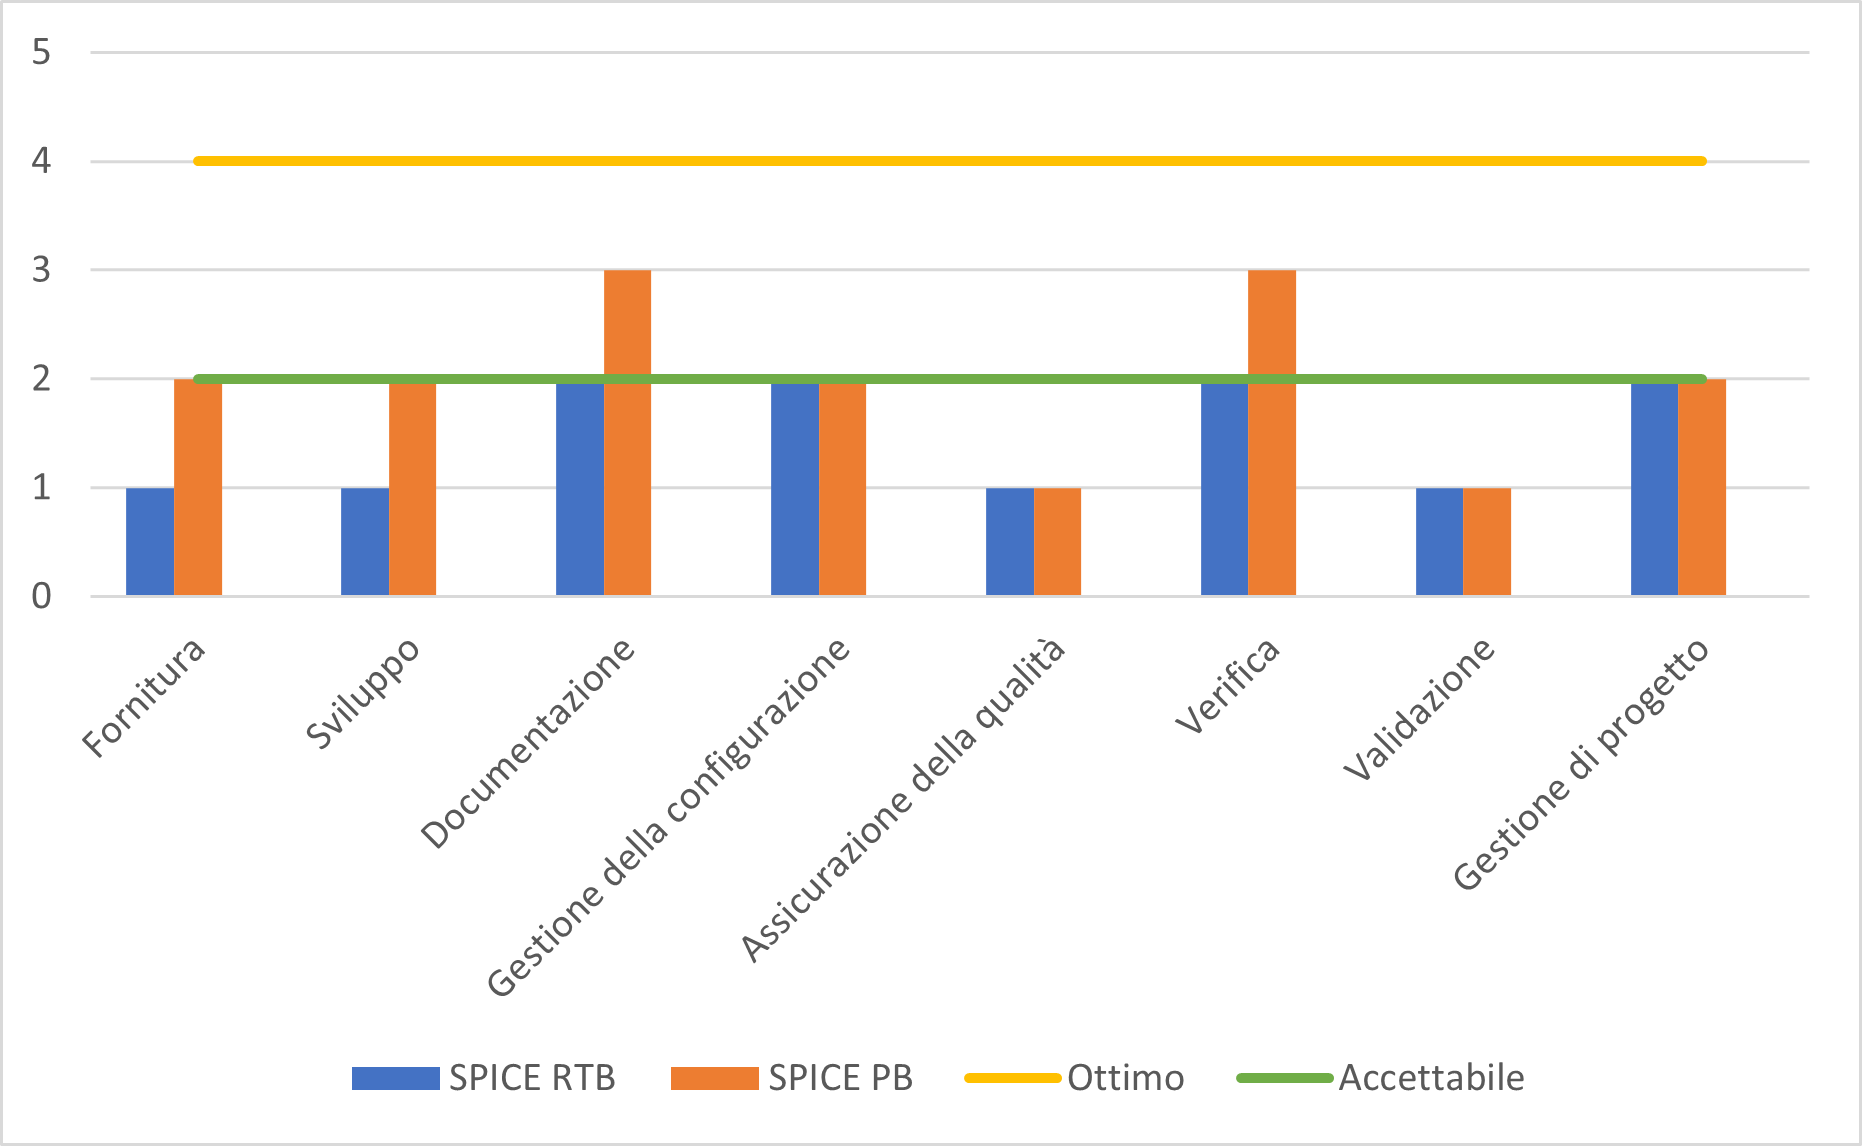 5
4
3
2
1
0
Fornitura
Sviluppo
Documentazione
Gestione della configurazione
Assicurazione della qualità
Verifica
Validazione
Gestione di progetto
SPICE RTB
SPICE PB
Ottimo
Accettabile